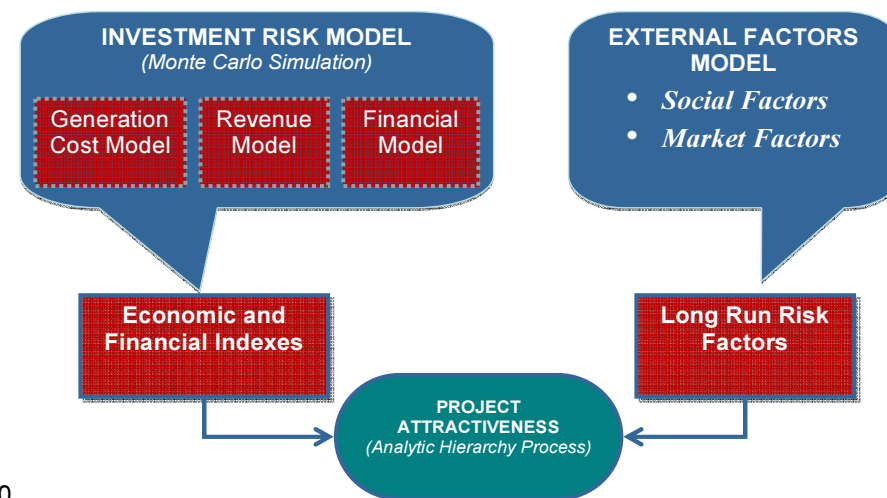 INVESTMENT RISK MODEL
(Monte Carlo Simulation)
Generation
Cost Model
Revenue
Model
Financial
Model
EXTERNAL FACTORS
MODEL
• Social Factors
• Market Factors
Economic and
Financial Indexes
Long Run Risk
Factors
PROJECT
ATTRACTIVENESS
(Analytic Hierarchy Process)